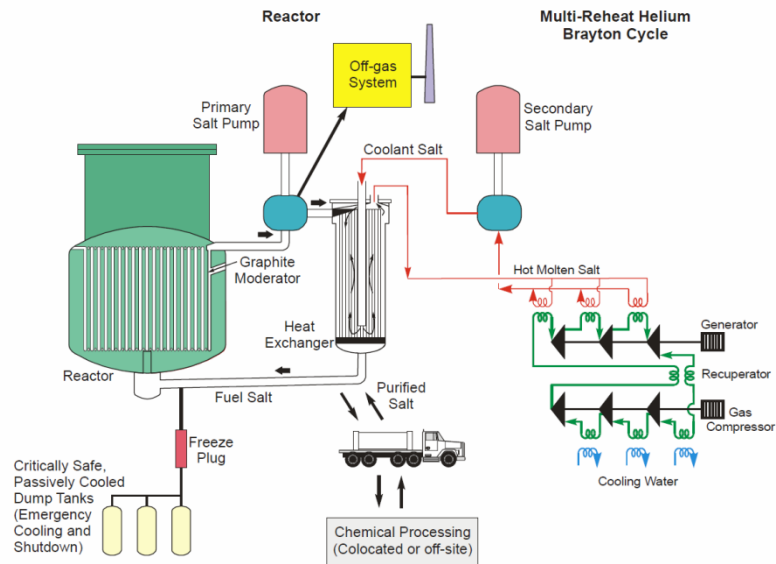 Reactor
Multi-Reheat Helium
Brayton Cycle
Off-gas
System
Primary
Salt Pump
Secondary
Salt Pump
Coolant Salt
Graphite
Moderator
Hot Molten Salt
Heat
Exchanger
Generator
Reactor
Recuperator
Fuel Salt
Purified
Salt
Gas
Compressor
Freeze
Plug
Cooling Water
Critically Safe,
Passively Cooled
Dump Tanks
(Emergency
Cooling and
Shutdown)
Chemical Processing
(Colocated or off-site)